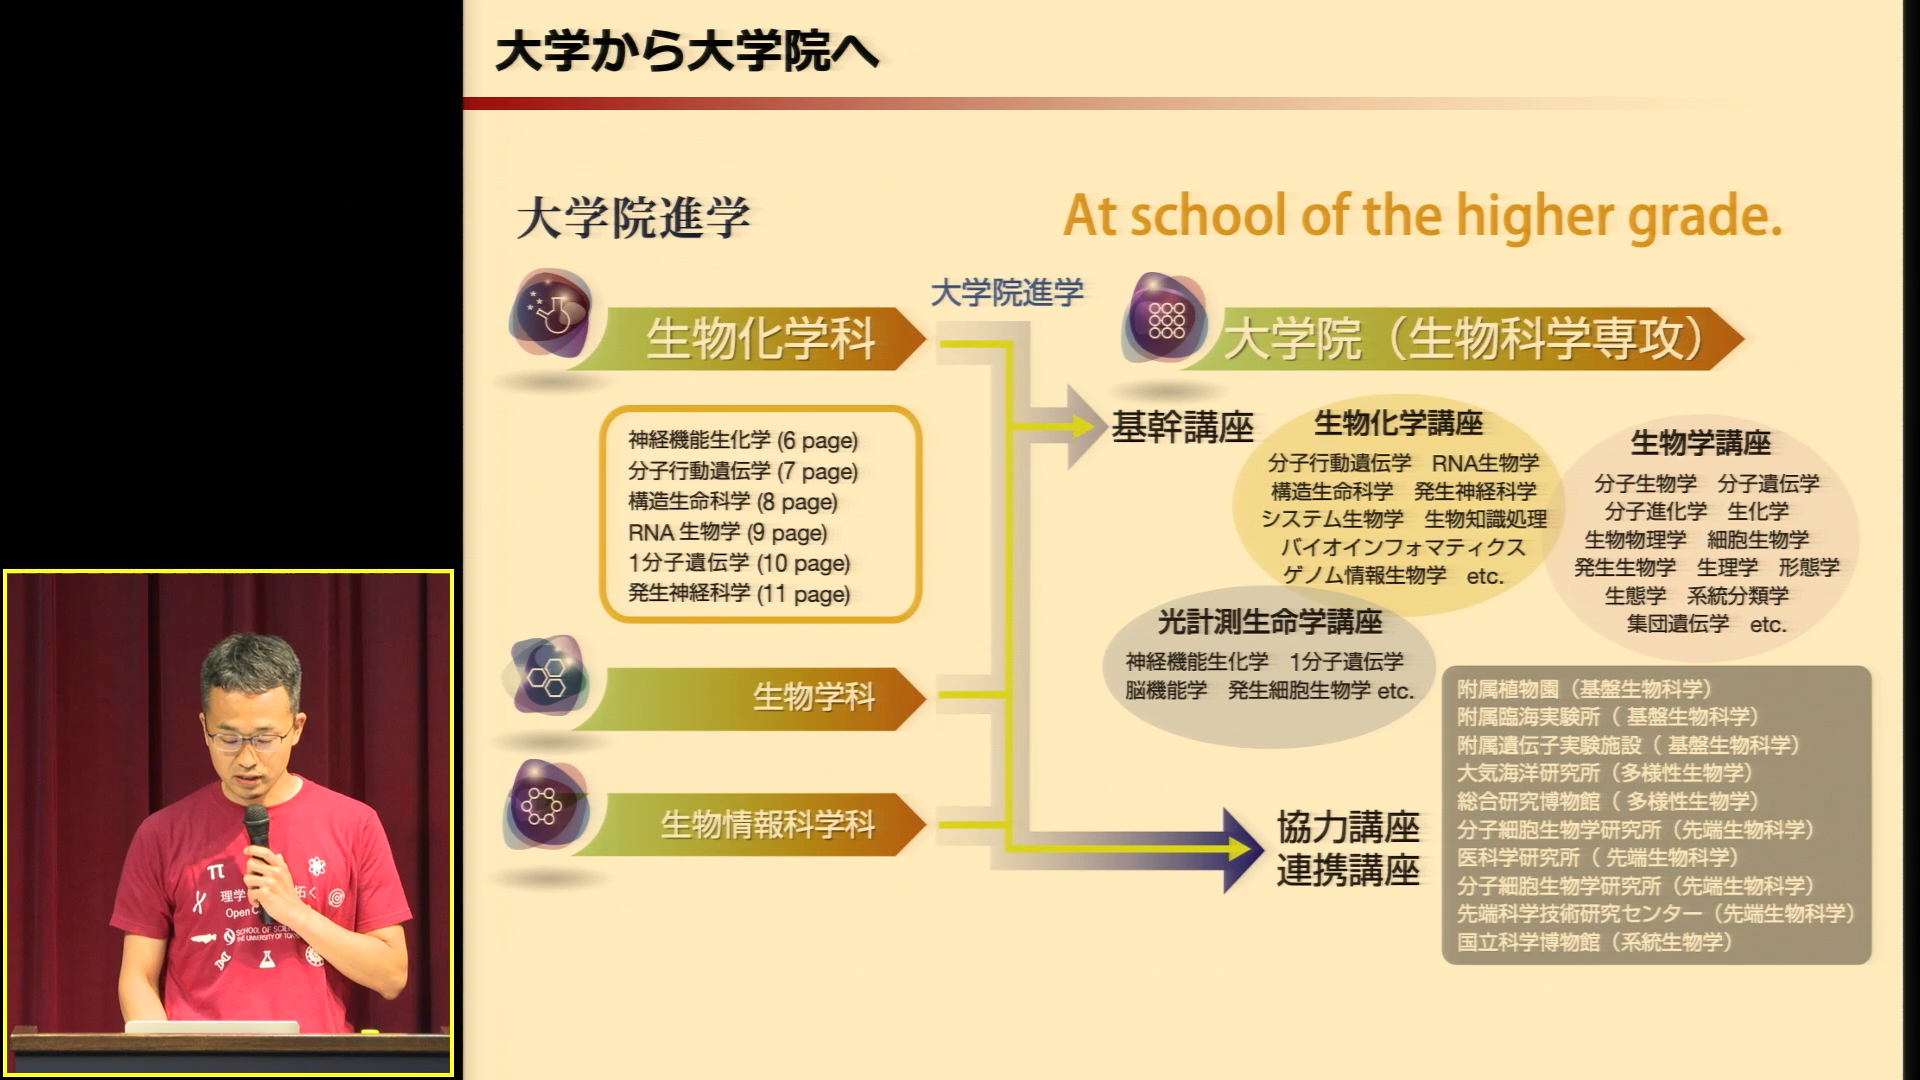 大学から大学院へ
大学院進学
At school of the higher grade.
生物化学科
大学院進学
大学院（生物科学専攻）
神経機能生化学 (6 page)
分子行動遺伝学 (7 page)
構造生命科学 (8 page)
RNA 生物学 (9 page)
1分子遺伝学 (10 page)
発生神経科学 (11 page)
生物学科
生物情報科学科
基幹講座
生物化学講座
分子行動遺伝学　RNA生物学
構造生命科学　発生神経科学
システム生物学　生物知識処理
バイオインフォマティクス
ゲノム情報生物学　etc.
生物学講座
分子生物学　分子遺伝学
分子進化学　生化学
生物物理学　細胞生物学
発生生物学　生理学　形態学
生態学　系統分類学
集団遺伝学　etc.
光計測生命学講座
神経機能生化学　1分子遺伝学
脳機能学　発生細胞生物学 etc.
協力講座
連携講座
附属植物園（基盤生物科学）
附属臨海実験所（ 基盤生物科学）
附属遺伝子実験施設（ 基盤生物科学）
大気海洋研究所（多様性生物学）
総合研究博物館（ 多様性生物学）
分子細胞生物学研究所（先端生物科学）
医科学研究所（ 先端生物科学）
分子細胞生物学研究所（先端生物科学）
先端科学技術研究センター（先端生物科学）
国立科学博物館（系統生物学）
π
理学 拓く
Open C
SCHOOL OF SCIEN
THE UNIVERSITY OF TOK